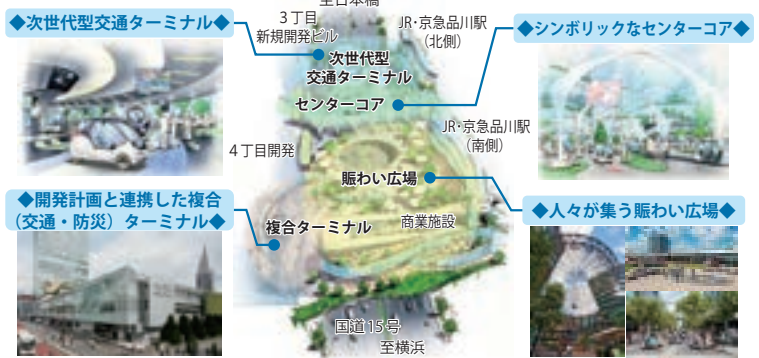 至日本橋
◆次世代型交通ターミナル◆
3丁目
新規開発ビル
JR・京急品川駅
（北側）
◆シンボリックなセンターコア◆
次世代型
交通ターミナル
センターコア
JR・京急品川駅
（南側）
4丁目開発
賑わい広場
◆開発計画と連携した複合
（交通・防災）ターミナル◆
複合ターミナル
商業施設
◆人々が集う賑わい広場◆
国道15号
至横浜